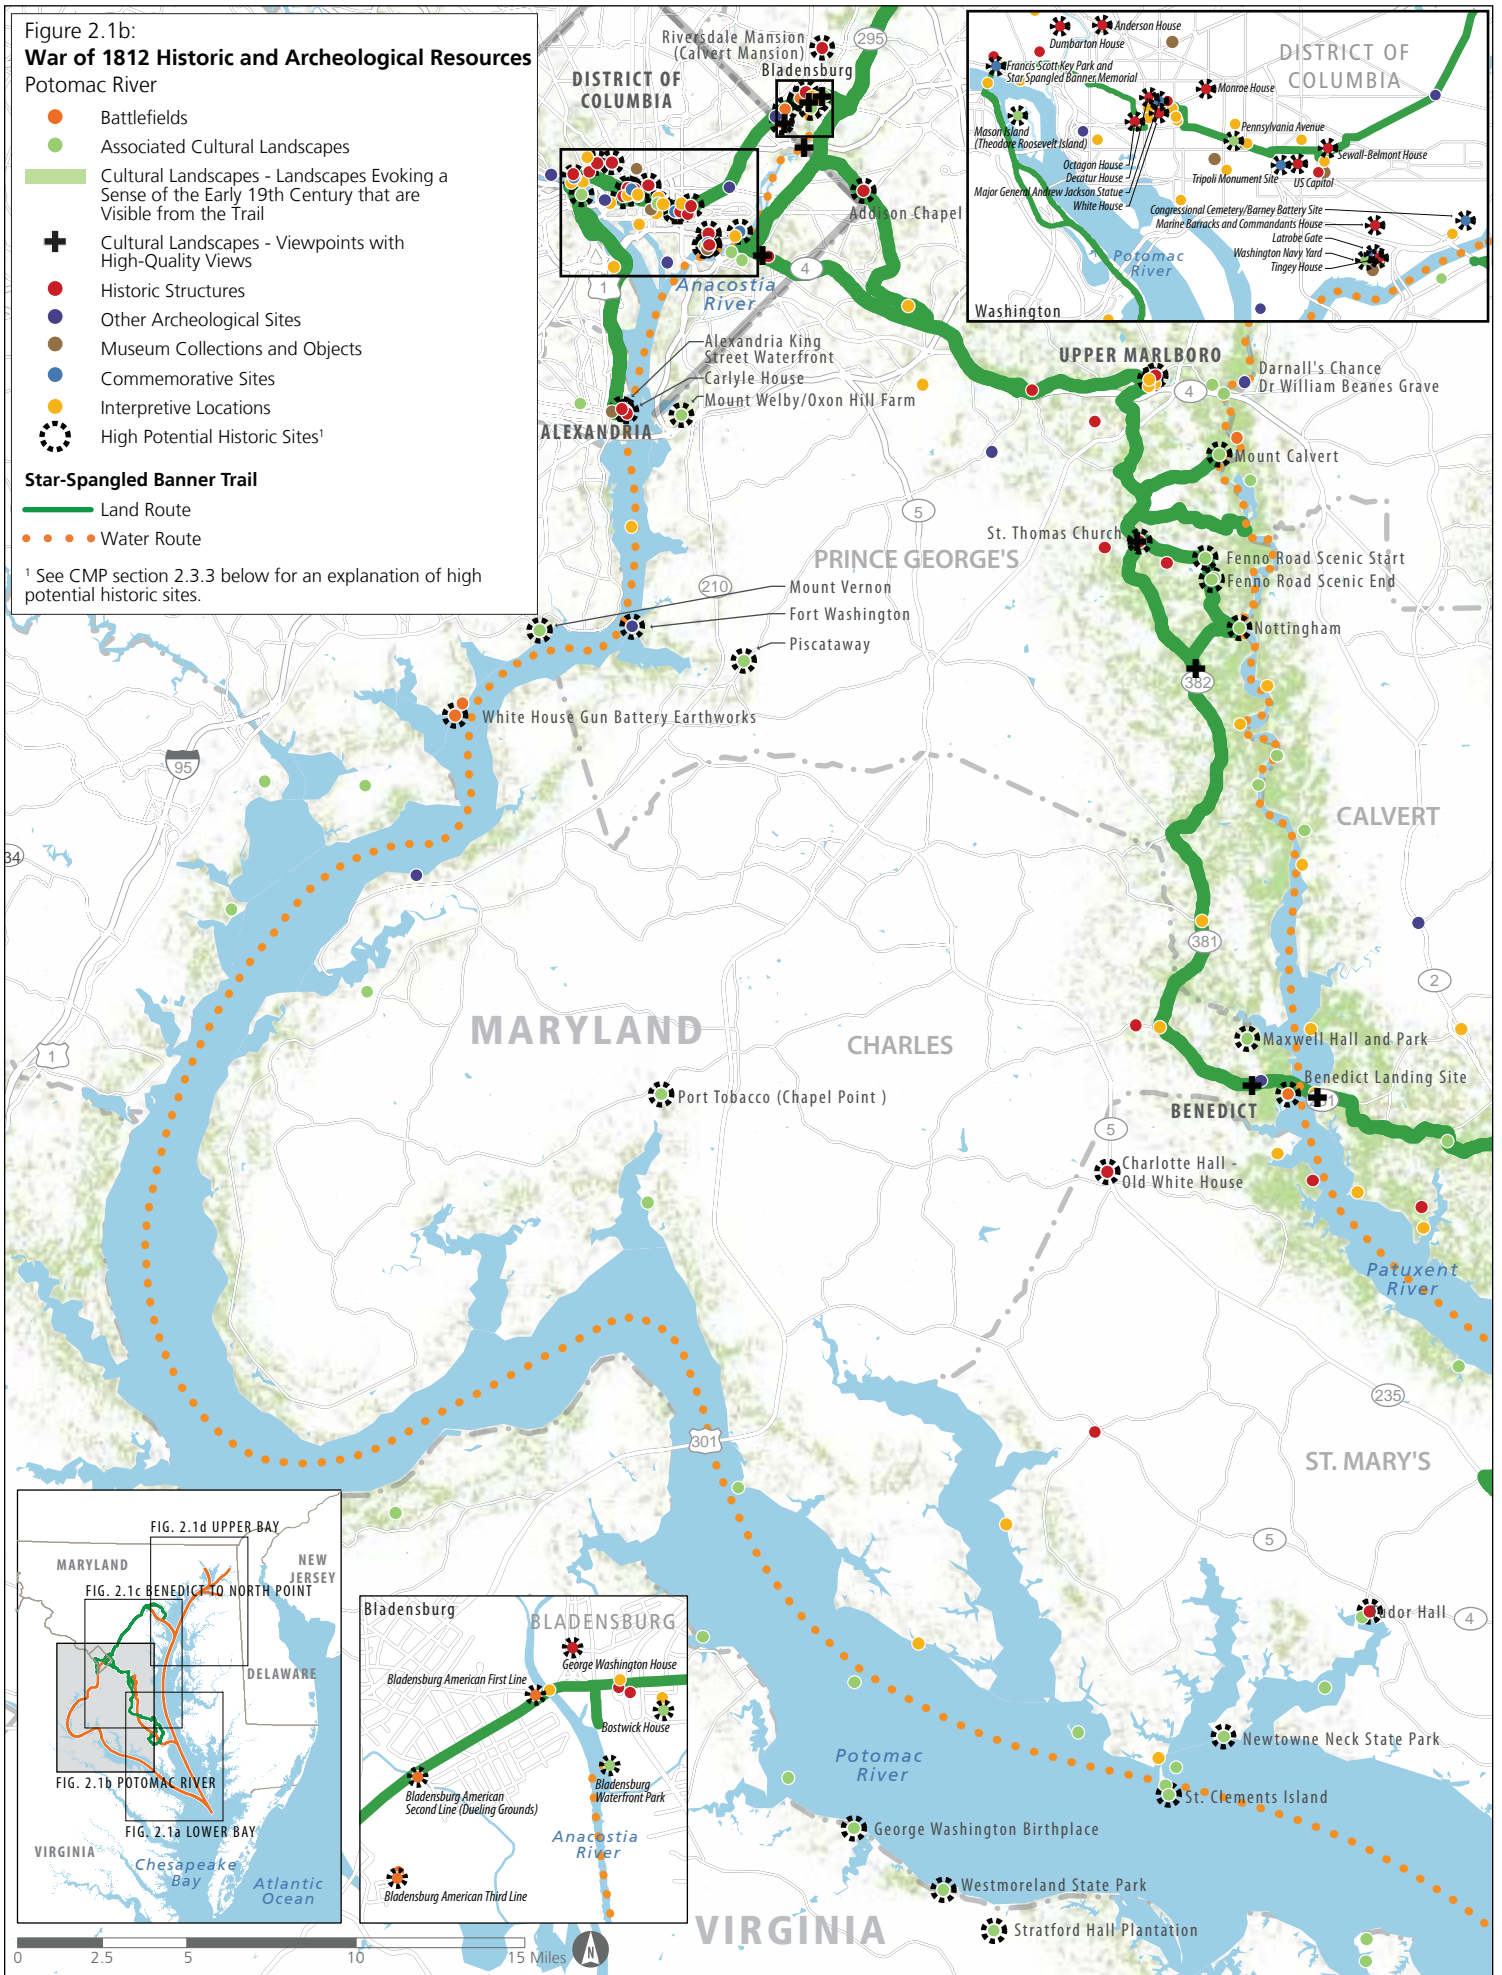 Figure 2.1b:
War of 1812 Historic and Archeological Resources
Potomac River
Battlefields
Associated Cultural Landscapes
Cultural Landscapes - Landscapes Evoking a
Sense of the Early 19th Century that are
Visible from the Trail
Cultural Landscapes - Viewpoints with
High-Quality Views
Historic Structures
Other Archeological Sites
Museum Collections and Objects
Commemorative Sites
Interpretive Locations
High Potential Historic Sites1
Star-Spangled Banner Trail
Land Route
Water Route
1 See CMP section 2.3.3 below for an explanation of high
potential historic sites.
Riversdale Mansion
(Calvert Mansion)
295
Bladensburg
DISTRICT OF
COLUMBIA
Addison Chapel
4
1
Anacostia
River
Alexandria King
Street Waterfront
Carlyle House
Mount Welby/Oxon Hill Farm
ALEXANDRIA
Anderson House
Dumbarton House
DISTRICT OF
COLUMBIA
Francis Scott Key Park and
Star Spangled Banner Memorial
Monroe House
Mason Island
(Theodore Roosevelt Island)
Pennsylvania Avenue
Octagon House
Decatur House
Major General Andrew Jackson Statue
White House
Sewall-Belmont House
Tripoli Monument Site
US Capitol
Congressional Cemetery/Barney Battery Site
Marine Barracks and Commandants House
Latrobe Gate
Washington Navy Yard
Tingey House
Potomac
River
Washington
UPPER MARLBORO
4
Darnall's Chance
Dr William Beanes Grave
Mount Calvert
5
St. Thomas Church
Fenno Road Scenic Start
Fenno Road Scenic End
PRINCE GEORGE'S
210
Mount Vernon
Fort Washington
Piscataway
Nottingham
382
White House Gun Battery Earthworks
95
CALVERT
34
381
2
MARYLAND
CHARLES
1
Maxwell Hall and Park
Benedict Landing Site
Port Tobacco (Chapel Point )
BENEDICT
5
Charlotte Hall -
Old White House
Patuxent
River
235
301
ST. MARY'S
5
4
Newtowne Neck State Park
Potomac
River
St. Clements Island
George Washington Birthplace
Westmoreland State Park
Stratford Hall Plantation
VIRGINIA
FIG. 2.1d UPPER BAY
MARYLAND
NEW
JERSEY
FIG. 2.1c BENEDICT TO NORTH POINT
DELAWARE
FIG. 2.1b POTOMAC RIVER
FIG. 2.1a LOWER BAY
VIRGINIA
Chesapeake
Bay
Atlantic
Ocean
Bladensburg
BLADENSBURG
George Washington House
Bladensburg American First Line
Bostwick House
Bladensburg American
Second Line (Dueling Grounds)
Bladensburg
Waterfront Park
Anacostia
River
Bladensburg American Third Line
0
2.5
5
10
15 Miles
N